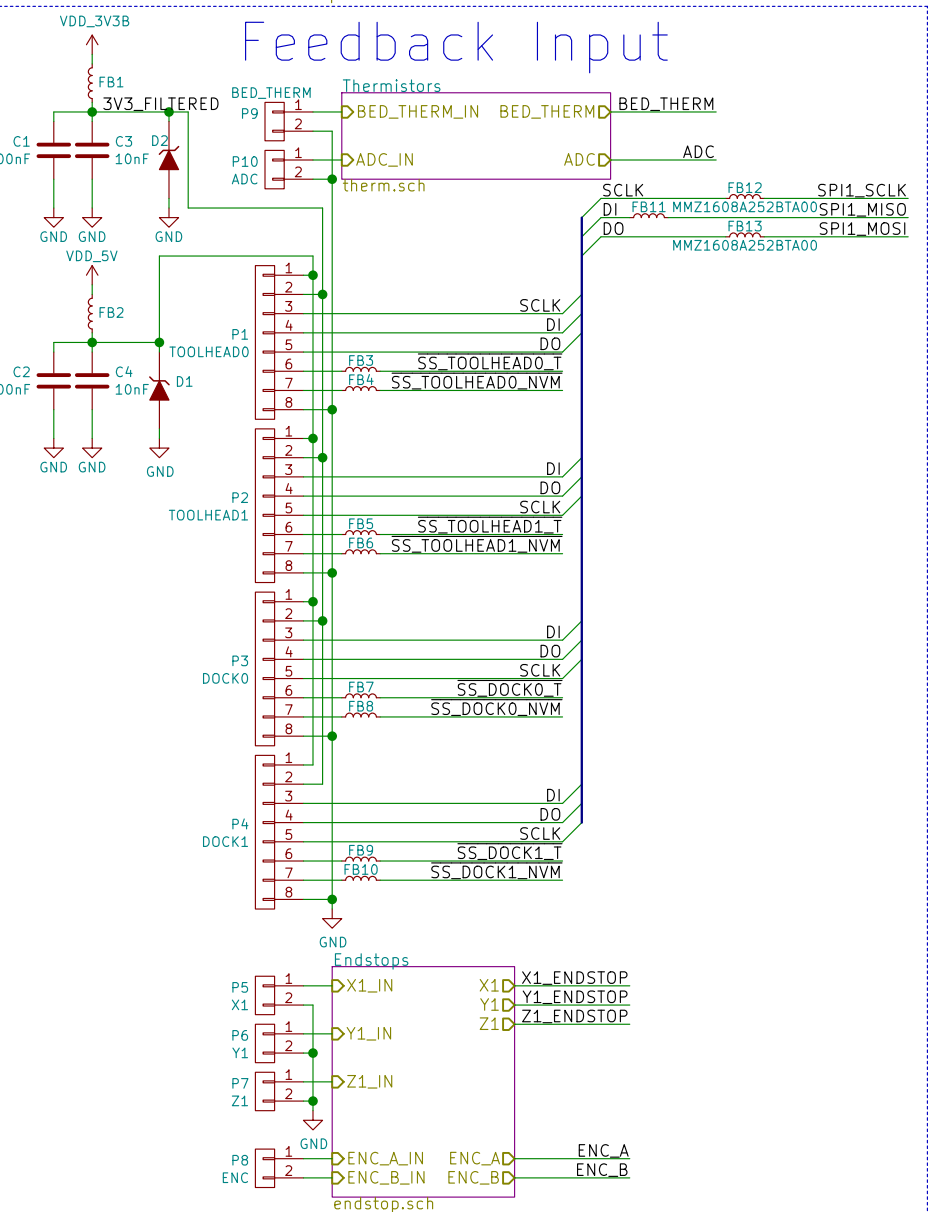 Feedback Input
VDD_3V3B
FB1
3V3_FILTERED
C1
00nF
C3
10nF
D2
GND
GND
GND
VDD_5V
FB2
C2
00nF
C4
10nF
D1
GND
GND
GND
BED_THERM
P9
1
2
P10
ADC
1
2
Thermistors
BED_THERM_IN
BED_THERM
ADC_IN
ADC
therm.sch
BED_THERM
ADC
SCLK
FB12
SPI1_SCLK
DI
FB11
MMZ1608A252BTA00
SPI1_MISO
DO
FB13
SPI1_MOSI
MMZ1608A252BTA00
P1
TOOLHEAD0
1
2
3
SCLK
4
DI
5
DO
6
FB3
SS_TOOLHEAD0_T
7
FB4
SS_TOOLHEAD0_NVM
8
P2
TOOLHEAD1
1
2
3
DI
4
DO
5
SCLK
6
FB5
SS_TOOLHEAD1_T
7
FB6
SS_TOOLHEAD1_NVM
8
P3
DOCK0
1
2
3
DI
4
DO
5
SCLK
6
FB7
SS_DOCK0_T
7
FB8
SS_DOCK0_NVM
8
P4
DOCK1
1
2
3
DI
4
DO
5
SCLK
6
FB9
SS_DOCK1_T
7
FB10
SS_DOCK1_NVM
8
GND
Endstops
P5
X1
1
2
X1_IN
X1
X1_ENDSTOP
Y1
Y1_ENDSTOP
Z1
Z1_ENDSTOP
P6
Y1
1
2
Y1_IN
P7
Z1
1
2
Z1_IN
GND
P8
ENC
1
2
ENC_A_IN
ENC_A
ENC_A
ENC_B_IN
ENC_B
ENC_B
endstop.sch